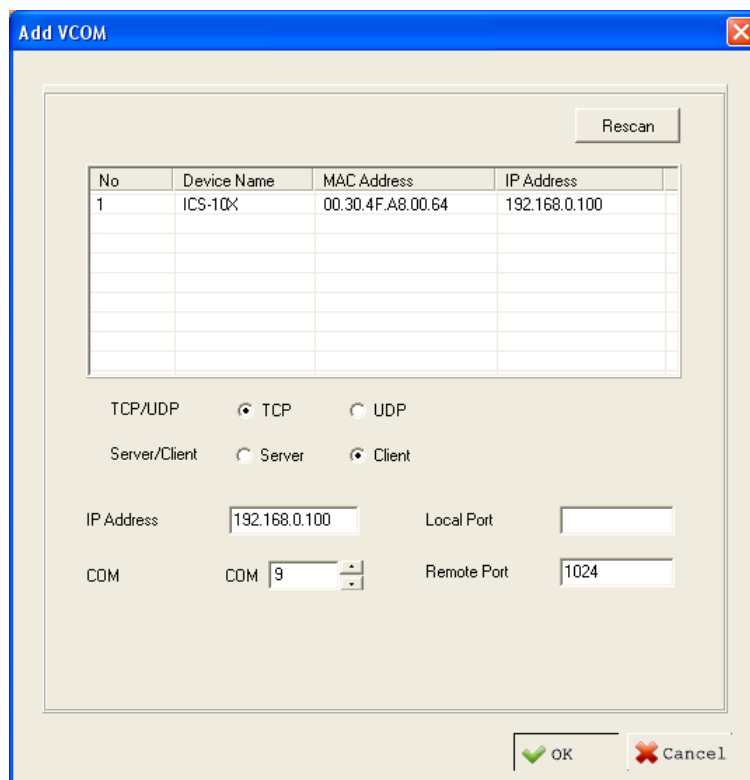 Add VCOM
Rescan
No Device Name MAC Address IP Address
1 ICS-10X 00.30.4F.A8.00.64 192.168.0.100
TCP/UDP TCP UDP
Server/Client Server Client
IP Address 192.168.0.100 Local Port
COM COM 9 Remote Port 1024
OK Cancel